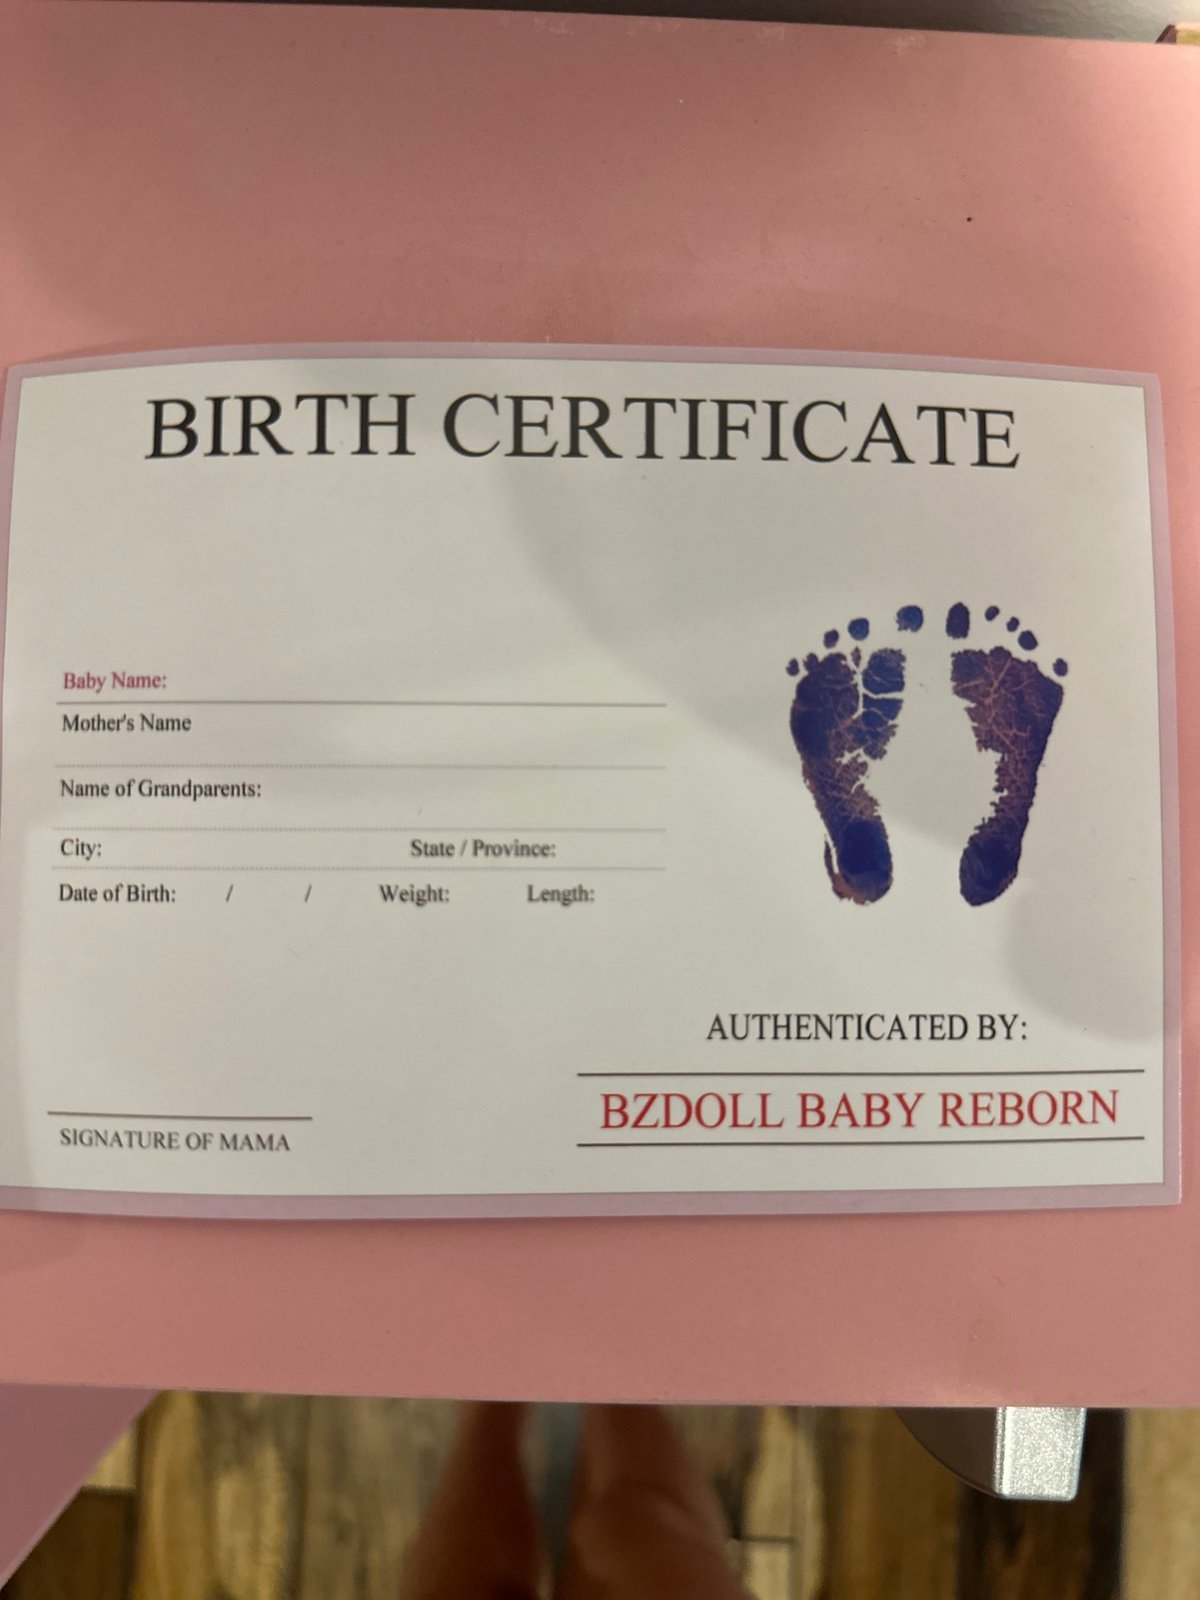 BIRTH CERTIFICATE
Baby Name:
Mother's Name
Name of Grandparents:
City: State / Province:
Date of Birth: / / Weight: Length:
AUTHENTICATED BY:
BZDOLL BABY REBORN
SIGNATURE OF MAMA